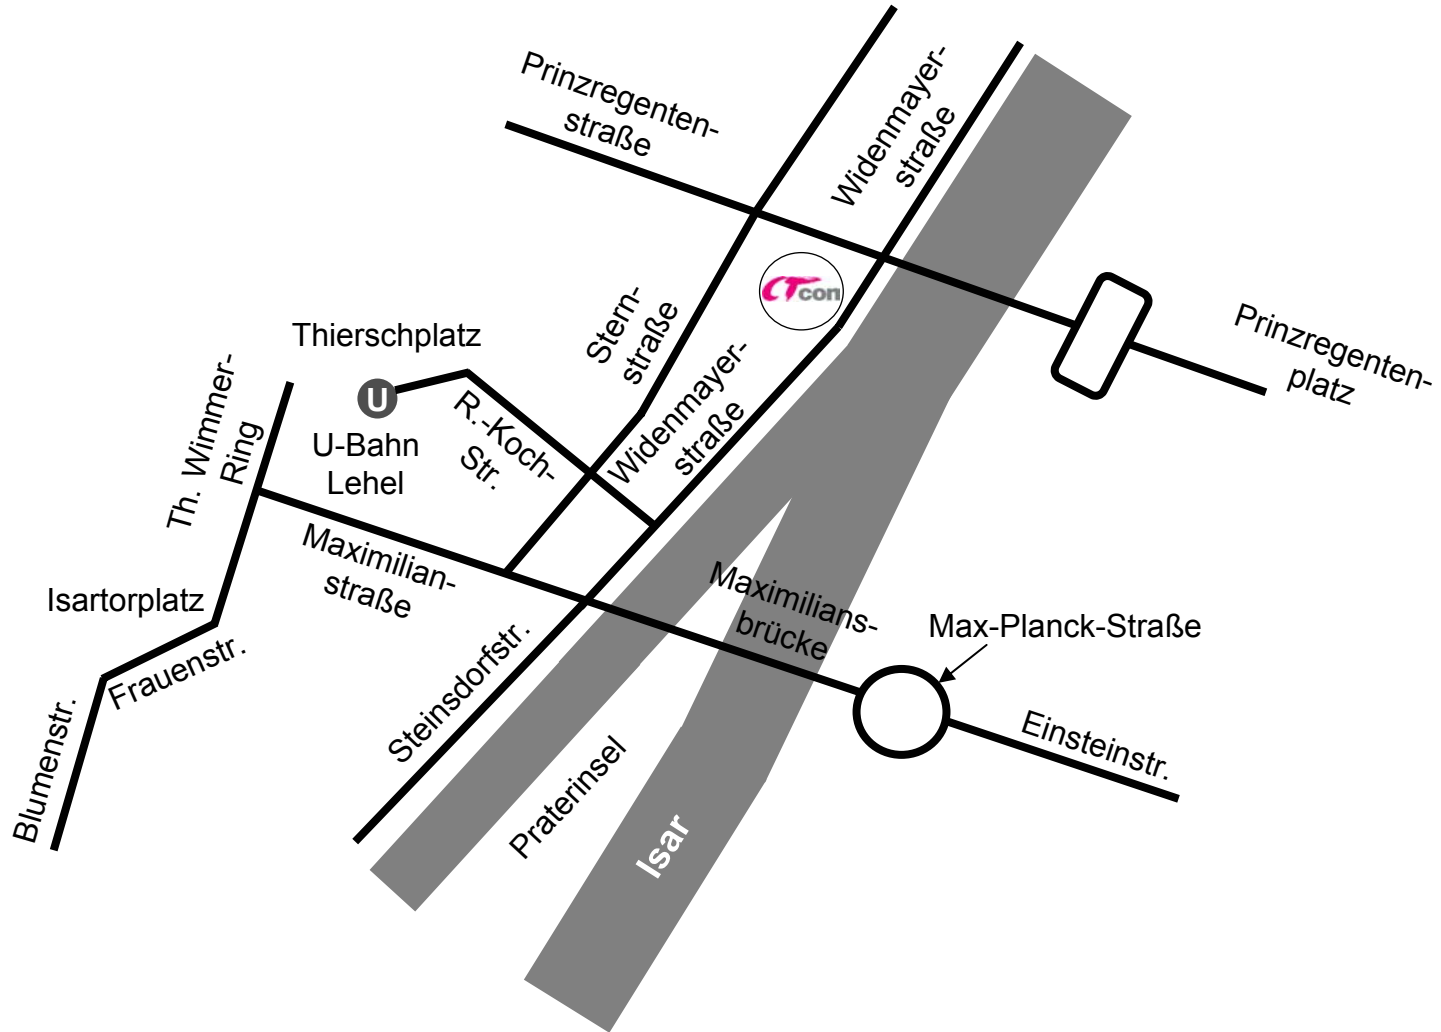 Prinzregenten-
straße
Widenmayer-
straße
CTcon
Prinzregenten-
platz
Stern-
straße
Thierschplatz
U
U-Bahn
Lehel
R.-Koch-
Str.
Widenmayer-
straße
Th. Wimmer-
Ring
Maximilian-
straße
Isartorplatz
Frauenstr.
Blumenstr.
Steinsdorfstr.
Maximilians-
brücke
Max-Planck-Straße
Einsteinstr.
Praterinsel
Isar